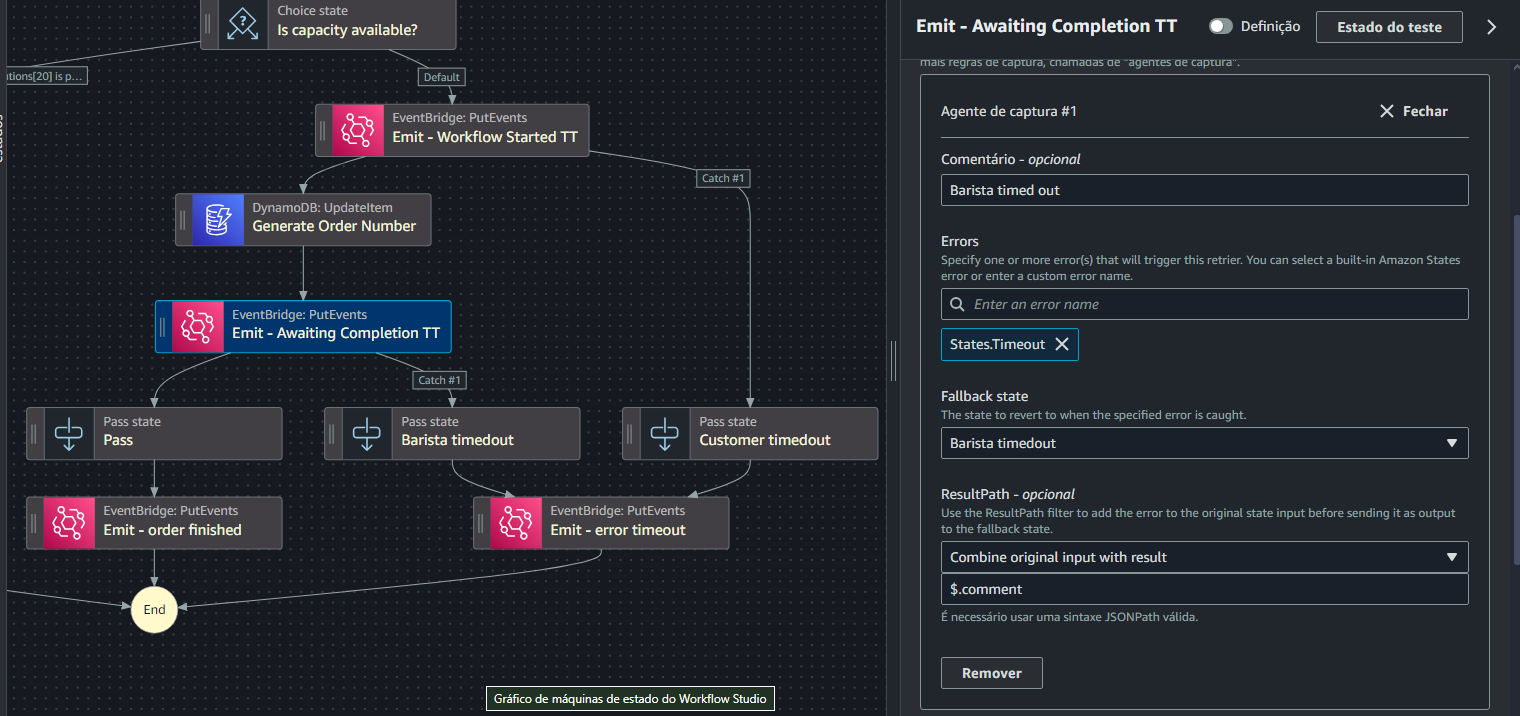 Choice state
Is capacity available?
utions[20] is p...
Default
estados
EventBridge: PutEvents
Emit - Workflow Started TT
Catch #1
DynamoDB: UpdateItem
Generate Order Number
EventBridge: PutEvents
Emit - Awaiting Completion TT
Catch #1
Pass state
Pass
Pass state
Barista timedout
Pass state
Customer timedout
EventBridge: PutEvents
Emit - order finished
EventBridge: PutEvents
Emit - error timeout
End
Gráfico de máquinas de estado do Workflow Studio
Emit - Awaiting Completion TT
Definição
Estado do teste
mais regras de captura, chamadas de "agentes de captura".
Agente de captura #1
Fechar
Comentário - opcional
Barista timed out
Errors
Specify one or more error(s) that will trigger this retrier. You can select a built-in Amazon States
error or enter a custom error name.
Enter an error name
States.Timeout
Fallback state
The state to revert to when the specified error is caught.
Barista timedout
ResultPath - opcional
Use the ResultPath filter to add the error to the original state input before sending it as output
to the fallback state.
Combine original input with result
$.comment
É necessário usar uma sintaxe JSONPath válida.
Remover